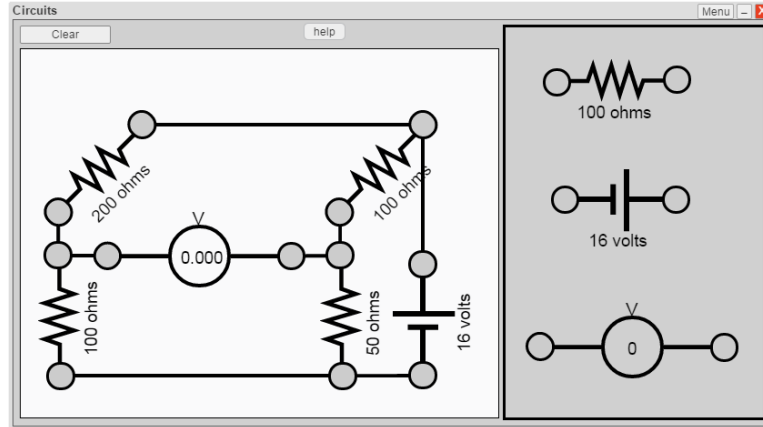 Circuits
Menu – X
Clear
help
200 ohms
100 ohms
V
0.000
100 ohms
50 ohms
16 volts
100 ohms
16 volts
V
0